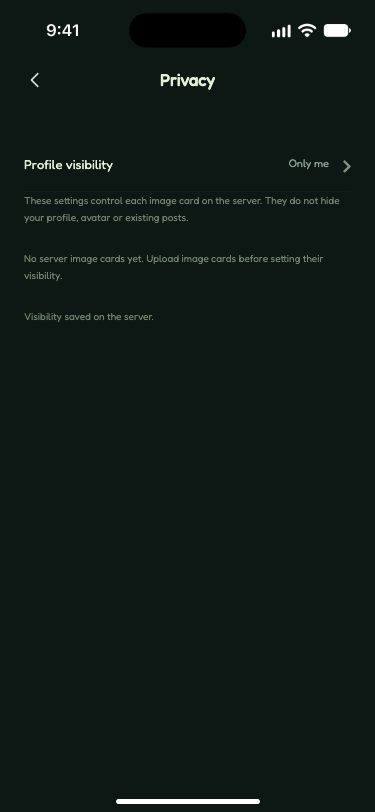 9:41
Privacy
Profile visibility
Only me
These settings control each image card on the server. They do not hide
your profile, avatar or existing posts.
No server image cards yet. Upload image cards before setting their
visibility.
Visibility saved on the server.